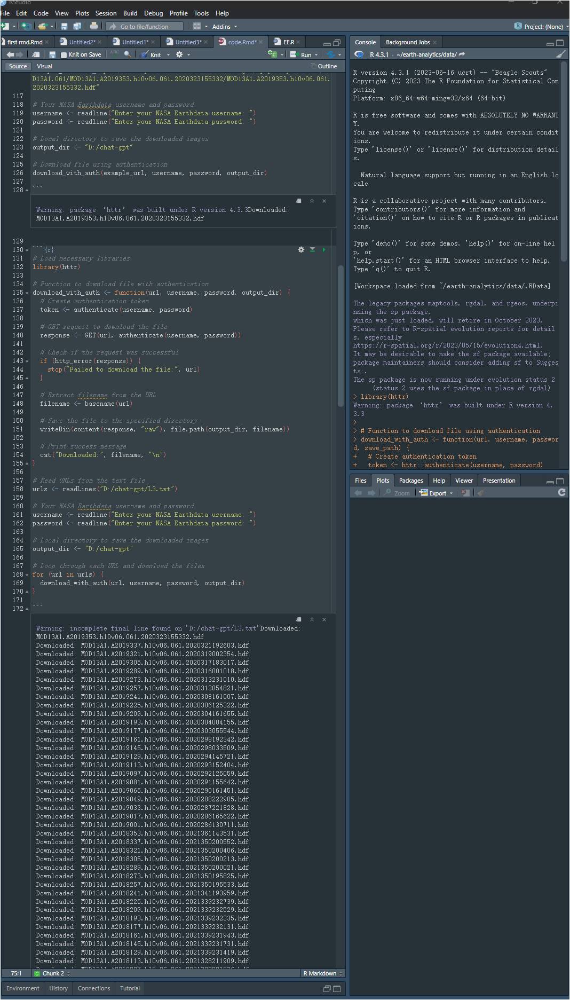 RStudio
File Edit Code View Plots Session Build Debug Profile Tools Help
Go to file/function Addins Project: (None)
first rmd.Rmd Untitled2* Untitled1* Untitled3* code.Rmd* EE.R
Knit on Save ABC Knit Run
Source Visual Outline
D13A1.061/MOD13A1.A2019353.h10v06.061.2020323155332/MOD13A1.A2019353.h10v06.061.
2020323155332.hdf"
117
118 # Your NASA Earthdata username and password
119 username <- readline("Enter your NASA Earthdata username: ")
120 password <- readline("Enter your NASA Earthdata password: ")
121
122 # Local directory to save the downloaded images
123 output_dir <- "D:/chat-gpt"
124
125 # Download file using authentication
126 download_with_auth(example_url, username, password, output_dir)
127
128 ```
Warning: package ‘httr’ was built under R version 4.3.3Downloaded:
MOD13A1.A2019353.h10v06.061.2020323155332.hdf
129
130 ```{r}
131 # Load necessary libraries
132 library(httr)
133
134 # Function to download file with authentication
135 download_with_auth <- function(url, username, password, output_dir) {
136 # Create authentication token
137 token <- authenticate(username, password)
138
139 # GET request to download the file
140 response <- GET(url, authenticate(username, password))
141
142 # Check if the request was successful
143 if (http_error(response)) {
144 stop("Failed to download the file:", url)
145 }
146
147 # Extract filename from the URL
148 filename <- basename(url)
149
150 # Save the file to the specified directory
151 writeBin(content(response, "raw"), file.path(output_dir, filename))
152
153 # Print success message
154 cat("Downloaded:", filename, "\n")
155 }
156
157 # Read URLs from the text file
158 urls <- readLines("D:/chat-gpt/L3.txt")
159
160 # Your NASA Earthdata username and password
161 username <- readline("Enter your NASA Earthdata username: ")
162 password <- readline("Enter your NASA Earthdata password: ")
163
164 # Local directory to save the downloaded images
165 output_dir <- "D:/chat-gpt"
166
167 # Loop through each URL and download the files
168 for (url in urls) {
169 download_with_auth(url, username, password, output_dir)
170 }
171
172 ```
Warning: incomplete final line found on 'D:/chat-gpt/L3.txt'Downloaded:
MOD13A1.A2019353.h10v06.061.2020323155332.hdf
Downloaded: MOD13A1.A2019337.h10v06.061.2020321192603.hdf
Downloaded: MOD13A1.A2019321.h10v06.061.2020319002354.hdf
Downloaded: MOD13A1.A2019305.h10v06.061.2020317183017.hdf
Downloaded: MOD13A1.A2019289.h10v06.061.2020316001018.hdf
Downloaded: MOD13A1.A2019273.h10v06.061.2020313231010.hdf
Downloaded: MOD13A1.A2019257.h10v06.061.2020312054821.hdf
Downloaded: MOD13A1.A2019241.h10v06.061.2020308161007.hdf
Downloaded: MOD13A1.A2019225.h10v06.061.2020306125322.hdf
Downloaded: MOD13A1.A2019209.h10v06.061.2020304161655.hdf
Downloaded: MOD13A1.A2019193.h10v06.061.2020304004155.hdf
Downloaded: MOD13A1.A2019177.h10v06.061.2020303055544.hdf
Downloaded: MOD13A1.A2019161.h10v06.061.2020298192342.hdf
Downloaded: MOD13A1.A2019145.h10v06.061.2020298033509.hdf
Downloaded: MOD13A1.A2019129.h10v06.061.2020294145721.hdf
Downloaded: MOD13A1.A2019113.h10v06.061.2020293152404.hdf
Downloaded: MOD13A1.A2019097.h10v06.061.2020292125059.hdf
Downloaded: MOD13A1.A2019081.h10v06.061.2020291155642.hdf
Downloaded: MOD13A1.A2019065.h10v06.061.2020290161451.hdf
Downloaded: MOD13A1.A2019049.h10v06.061.2020288222905.hdf
Downloaded: MOD13A1.A2019033.h10v06.061.2020287221828.hdf
Downloaded: MOD13A1.A2019017.h10v06.061.2020286165622.hdf
Downloaded: MOD13A1.A2019001.h10v06.061.2020286130711.hdf
Downloaded: MOD13A1.A2018353.h10v06.061.2021361143531.hdf
Downloaded: MOD13A1.A2018337.h10v06.061.2021350200552.hdf
Downloaded: MOD13A1.A2018321.h10v06.061.2021350200406.hdf
Downloaded: MOD13A1.A2018305.h10v06.061.2021350200213.hdf
Downloaded: MOD13A1.A2018289.h10v06.061.2021350200021.hdf
Downloaded: MOD13A1.A2018273.h10v06.061.2021350195825.hdf
Downloaded: MOD13A1.A2018257.h10v06.061.2021350195533.hdf
Downloaded: MOD13A1.A2018241.h10v06.061.2021341193959.hdf
Downloaded: MOD13A1.A2018225.h10v06.061.2021339232739.hdf
Downloaded: MOD13A1.A2018209.h10v06.061.2021339232529.hdf
Downloaded: MOD13A1.A2018193.h10v06.061.2021339232335.hdf
Downloaded: MOD13A1.A2018177.h10v06.061.2021339232131.hdf
Downloaded: MOD13A1.A2018161.h10v06.061.2021339231943.hdf
Downloaded: MOD13A1.A2018145.h10v06.061.2021339231731.hdf
Downloaded: MOD13A1.A2018129.h10v06.061.2021339231419.hdf
Downloaded: MOD13A1.A2018113.h10v06.061.2021328211909.hdf
75:1 Chunk 2 R Markdown
Environment History Connections Tutorial
Console Background Jobs
R 4.3.1 · ~/earth-analytics/data/
R version 4.3.1 (2023-06-16 ucrt) -- "Beagle Scouts"
Copyright (C) 2023 The R Foundation for Statistical Com
puting
Platform: x86_64-w64-mingw32/x64 (64-bit)
R is free software and comes with ABSOLUTELY NO WARRANT
Y.
You are welcome to redistribute it under certain condit
ions.
Type 'license()' or 'licence()' for distribution detail
s.
Natural language support but running in an English lo
cale
R is a collaborative project with many contributors.
Type 'contributors()' for more information and
'citation()' on how to cite R or R packages in publicat
ions.
Type 'demo()' for some demos, 'help()' for on-line hel
p, or
'help.start()' for an HTML browser interface to help.
Type 'q()' to quit R.
[Workspace loaded from ~/earth-analytics/data/.RData]
The legacy packages maptools, rgdal, and rgeos, underpi
nning the sp package,
which was just loaded, will retire in October 2023.
Please refer to R-spatial evolution reports for detail
s, especially
https://r-spatial.org/r/2023/05/15/evolution4.html.
It may be desirable to make the sf package available;
package maintainers should consider adding sf to Sugges
ts:.
The sp package is now running under evolution status 2
(status 2 uses the sf package in place of rgdal)
> library(httr)
Warning: package ‘httr’ was built under R version 4.
3.3
>
> # Function to download file using authentication
> download_with_auth <- function(url, username, passwor
d, save_path) {
+ # Create authentication token
+ token <- httr::authenticate(username, password)
Files Plots Packages Help Viewer Presentation
Zoom Export